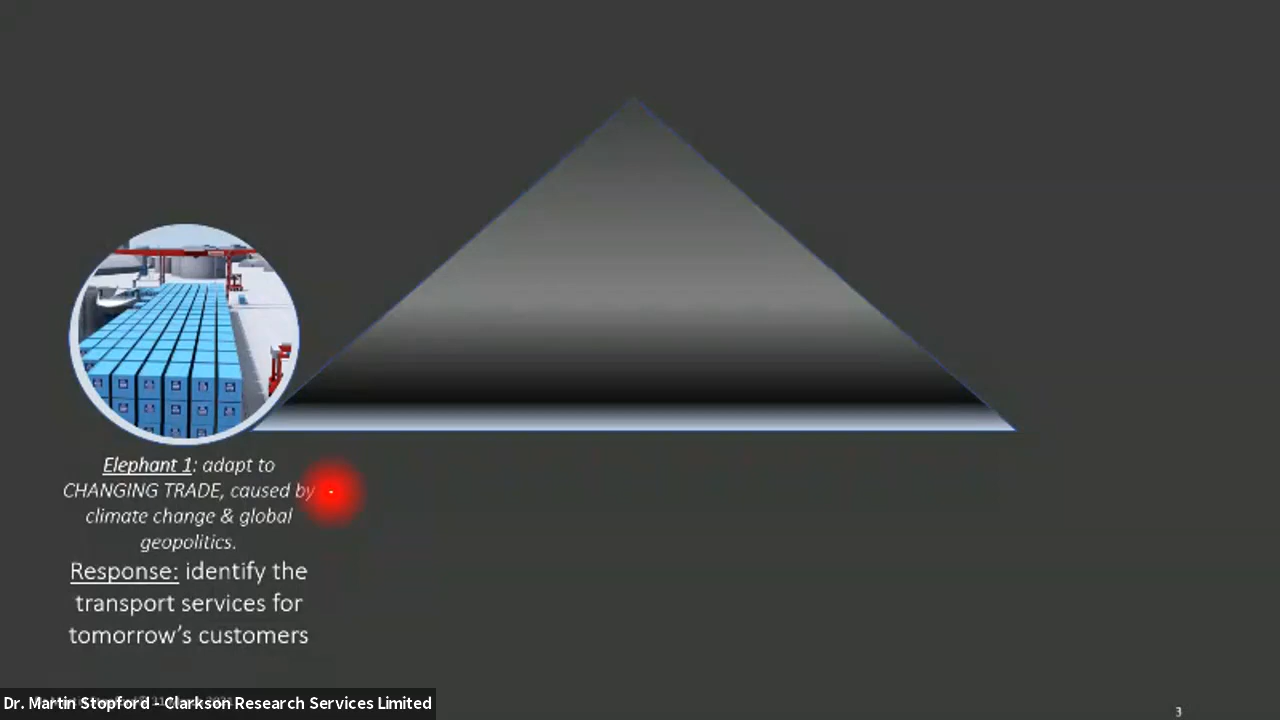 Elephant 1: adapt to
CHANGING TRADE, caused by
climate change & global
geopolitics.
Response: identify the
transport services for
tomorrow's customers
Dr. Martin Stopford - Clarkson Research Services Limited
3